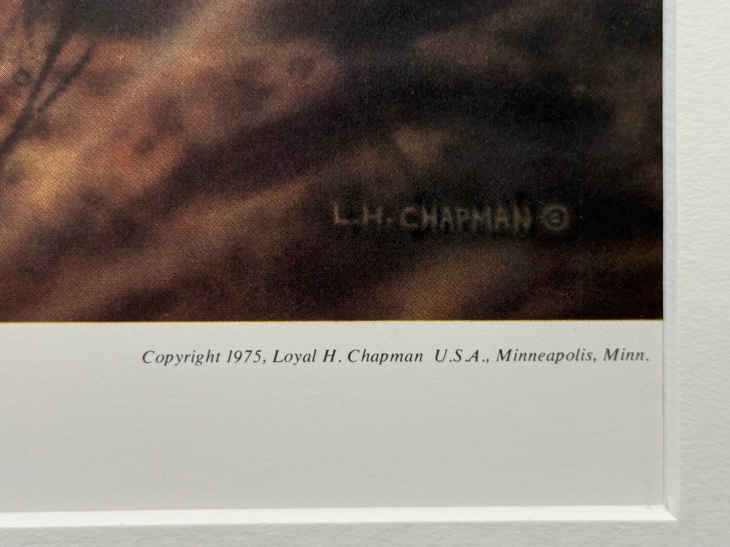 L.H. CHAPMAN ©
Copyright 1975, Loyal H. Chapman U.S.A., Minneapolis, Minn.